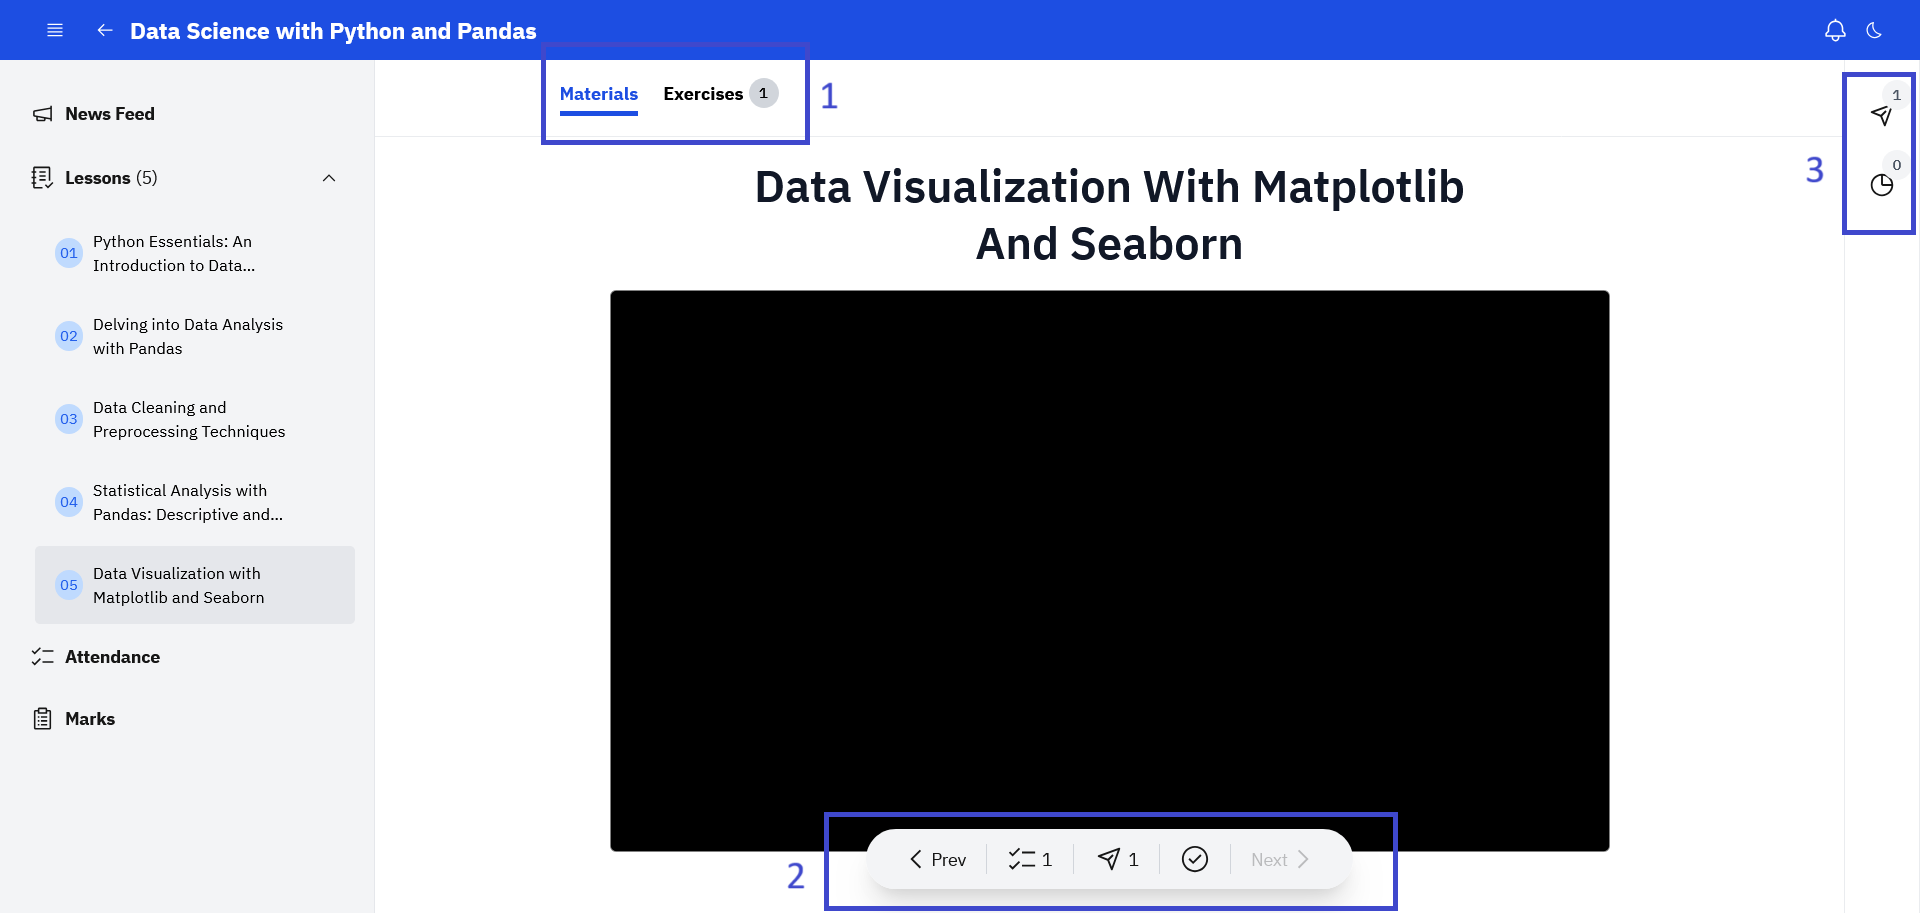 Data Science with Python and Pandas
News Feed
Lessons (5)
01
Python Essentials: An
Introduction to Data...
02
Delving into Data Analysis
with Pandas
03
Data Cleaning and
Preprocessing Techniques
04
Statistical Analysis with
Pandas: Descriptive and...
05
Data Visualization with
Matplotlib and Seaborn
Attendance
Marks
Materials Exercises 1
1
Data Visualization With Matplotlib
And Seaborn
2
Prev 1 1 Next
3
1
0